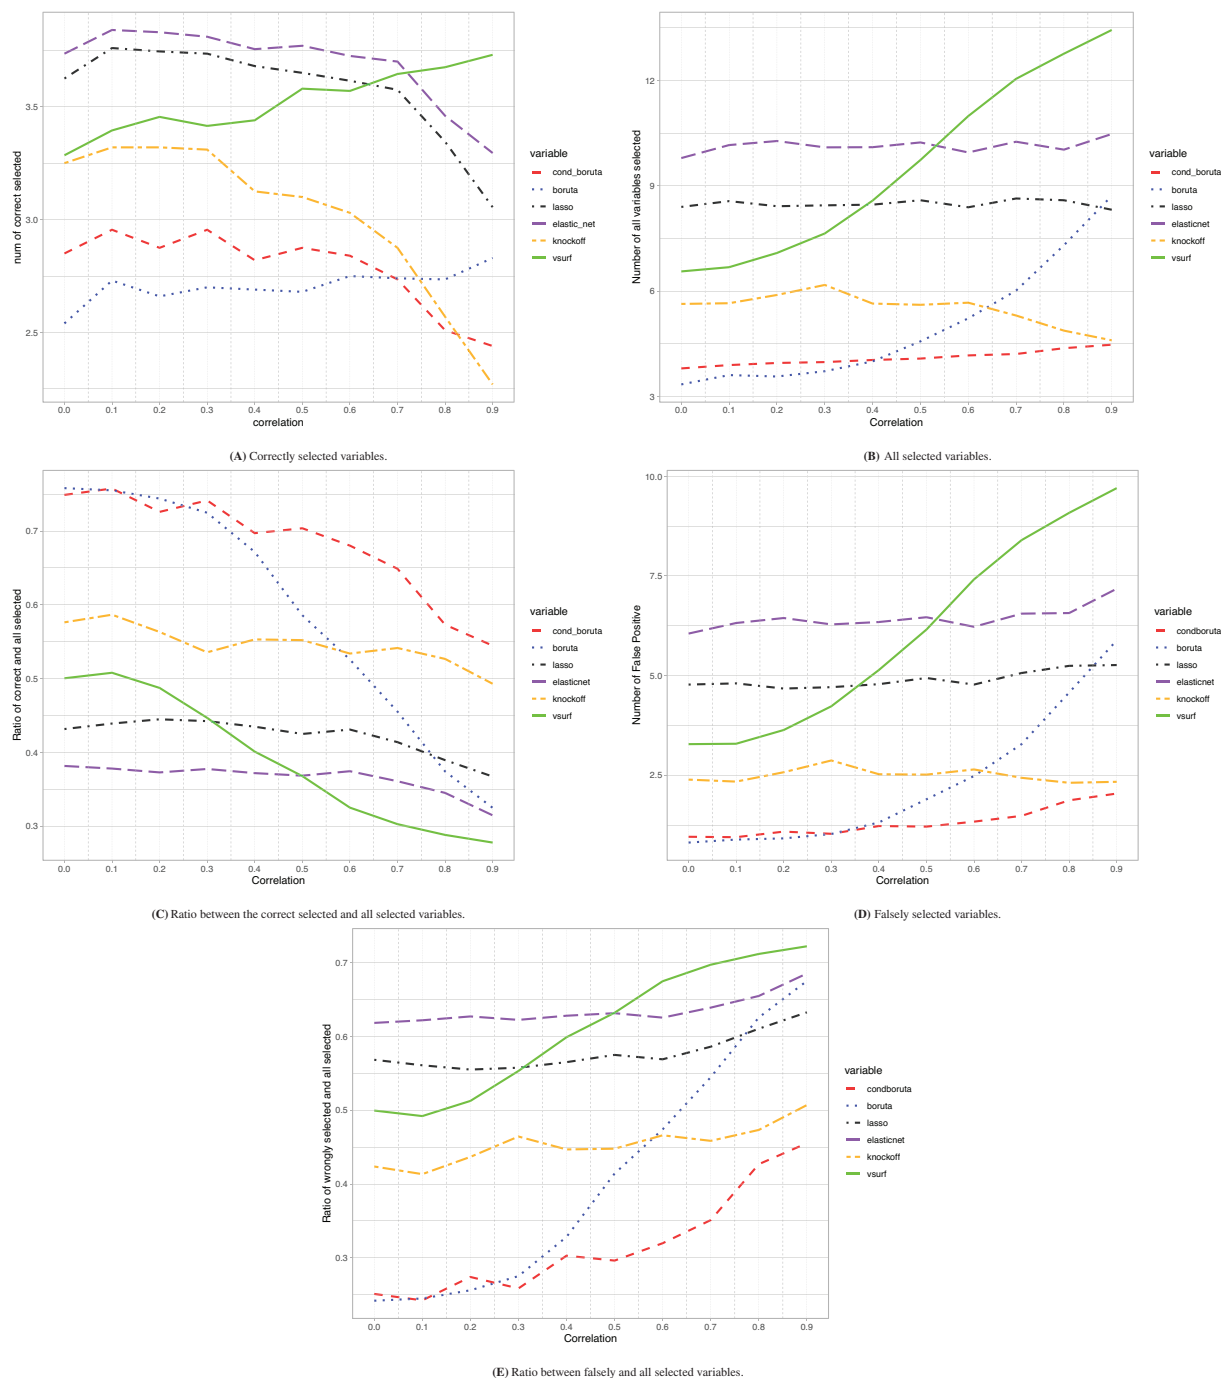 num of correct selected
3.5
3.0
2.5
0.0 0.1 0.2 0.3 0.4 0.5 0.6 0.7 0.8 0.9
correlation
variable
cond_boruta
boruta
lasso
elastic_net
knockoff
vsurf
(A) Correctly selected variables.
Number of all variables selected
12
9
6
3
0.0 0.1 0.2 0.3 0.4 0.5 0.6 0.7 0.8 0.9
Correlation
variable
cond_boruta
boruta
lasso
elasticnet
knockoff
vsurf
(B) All selected variables.
Ratio of correct and all selected
0.7
0.6
0.5
0.4
0.3
0.0 0.1 0.2 0.3 0.4 0.5 0.6 0.7 0.8 0.9
Correlation
variable
cond_boruta
boruta
lasso
elasticnet
knockoff
vsurf
(C) Ratio between the correct selected and all selected variables.
Number of False Positive
10.0
7.5
5.0
2.5
0.0 0.1 0.2 0.3 0.4 0.5 0.6 0.7 0.8 0.9
Correlation
variable
condboruta
boruta
lasso
elasticnet
knockoff
vsurf
(D) Falsely selected variables.
Ratio of wrongly selected and all selected
0.7
0.6
0.5
0.4
0.3
0.0 0.1 0.2 0.3 0.4 0.5 0.6 0.7 0.8 0.9
Correlation
variable
condboruta
boruta
lasso
elasticnet
knockoff
vsurf
(E) Ratio between falsely and all selected variables.